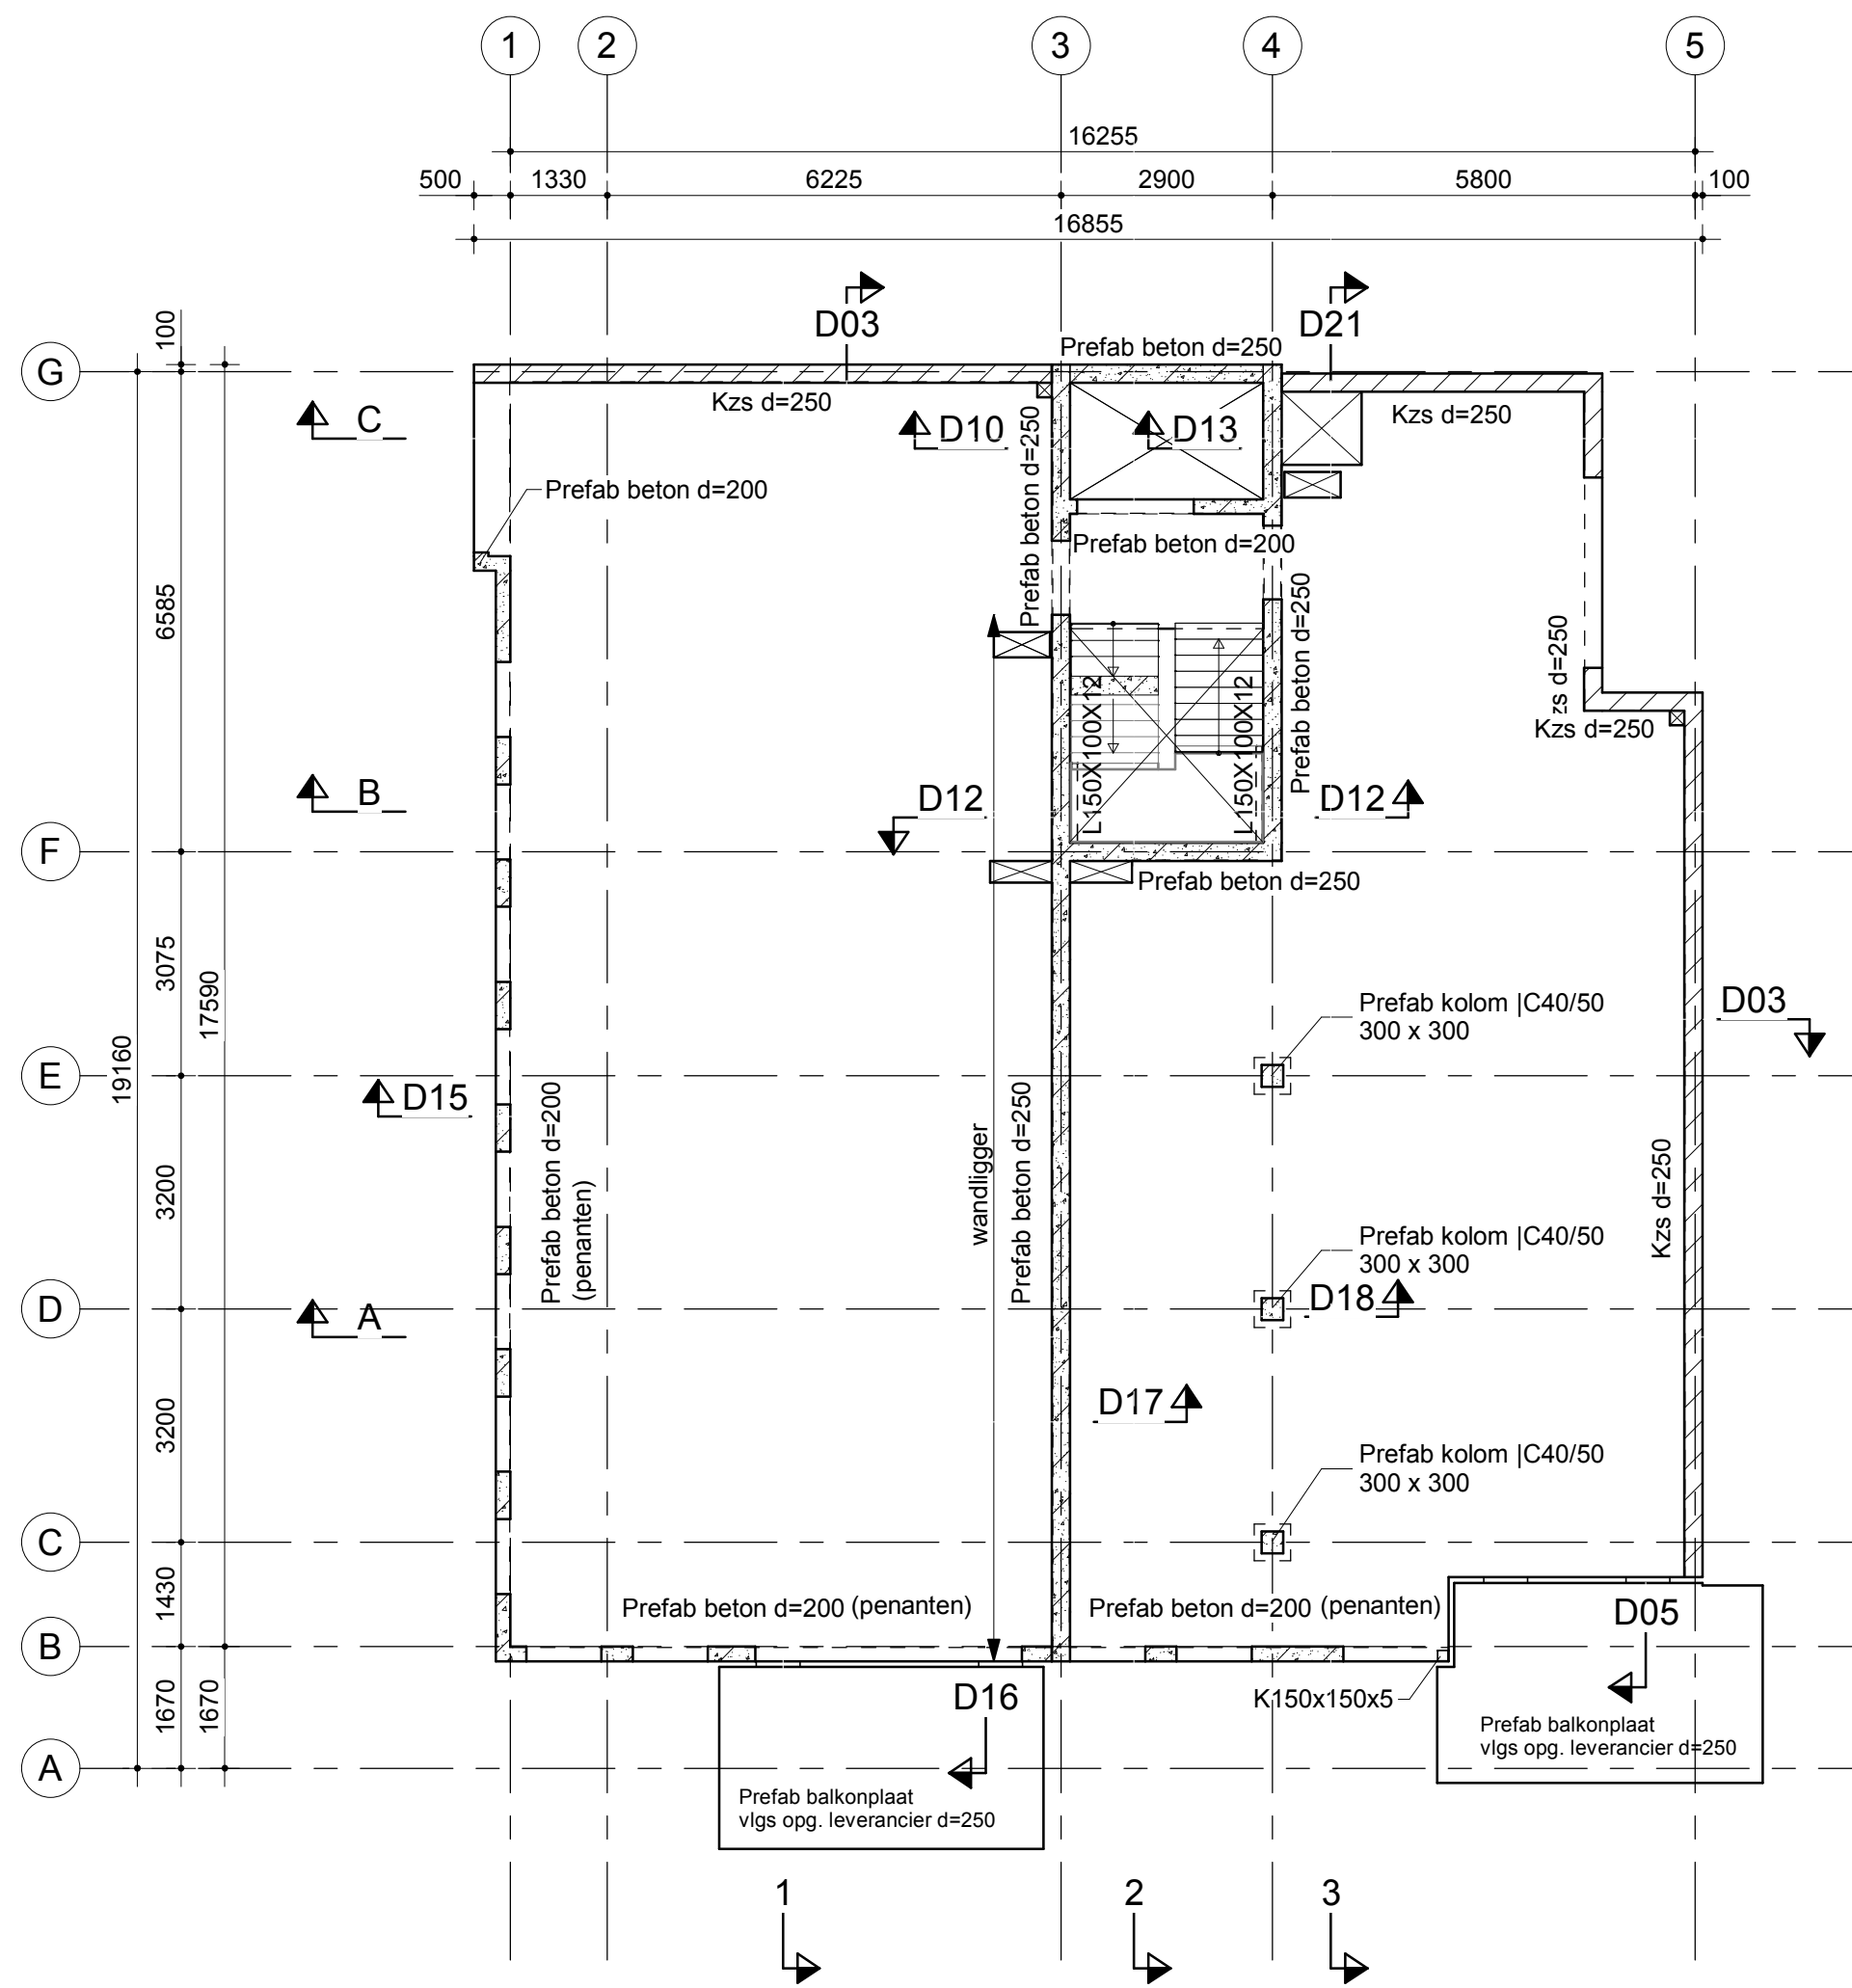 1 2 3 4 5
16255
500 1330 6225 2900 5800 100
16855
D03 D21
100
Prefab beton d=250
G
Kzs d=250
Kzs d=250
C
D10
D13
Prefab beton d=250
Prefab beton d=200
Prefab beton d=200
6585
Prefab beton d=250
Kzs d=250
Kzs d=250
L150X100X12
L150X100X12
B
D12
D12
F
Prefab beton d=250
3075
17590
19160
Prefab kolom |C40/50
300 x 300
D03
E
D15
Prefab beton d=200
(penanten)
wandligger
Prefab beton d=250
Kzs d=250
3200
Prefab kolom |C40/50
300 x 300
D
A
D18
D17
3200
Prefab kolom |C40/50
300 x 300
C
1430
Prefab beton d=200 (penanten)
Prefab beton d=200 (penanten)
D05
B
1670
1670
D16
K150x150x5
Prefab balkonplaat
vlgs opg. leverancier d=250
A
Prefab balkonplaat
vlgs opg. leverancier d=250
1 2 3